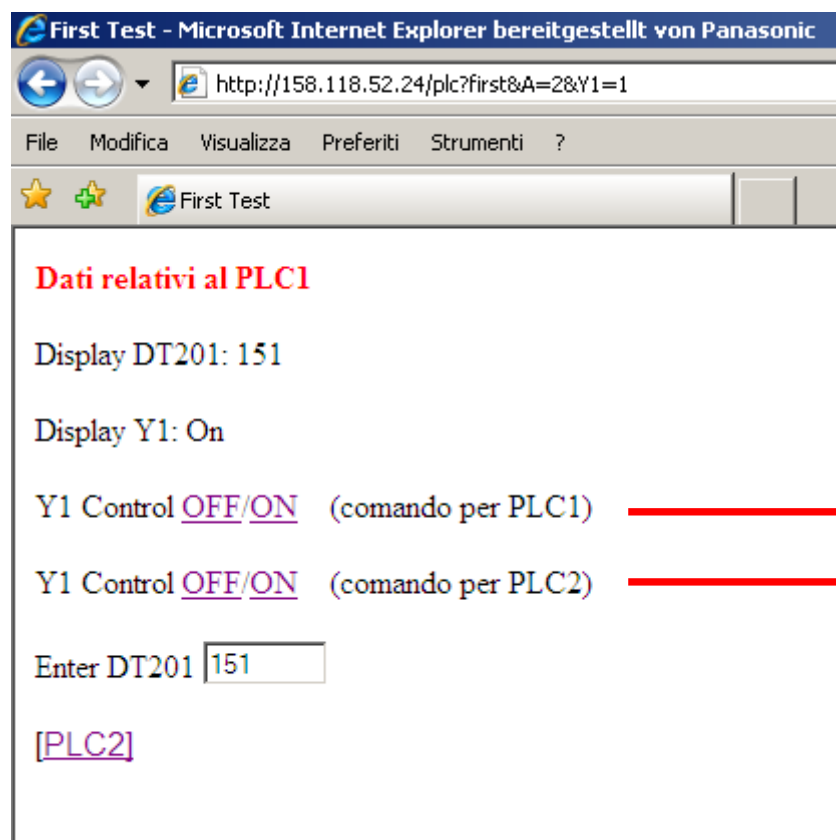 First Test - Microsoft Internet Explorer bereitgestellt von Panasonic
http://158.118.52.24/plc?first&A=2&Y1=1
File Modifica Visualizza Preferiti Strumenti ?
First Test
Dati relativi al PLC1
Display DT201: 151
Display Y1: On
Y1 Control OFF/ON (comando per PLC1)
Y1 Control OFF/ON (comando per PLC2)
Enter DT201 151
[PLC2]